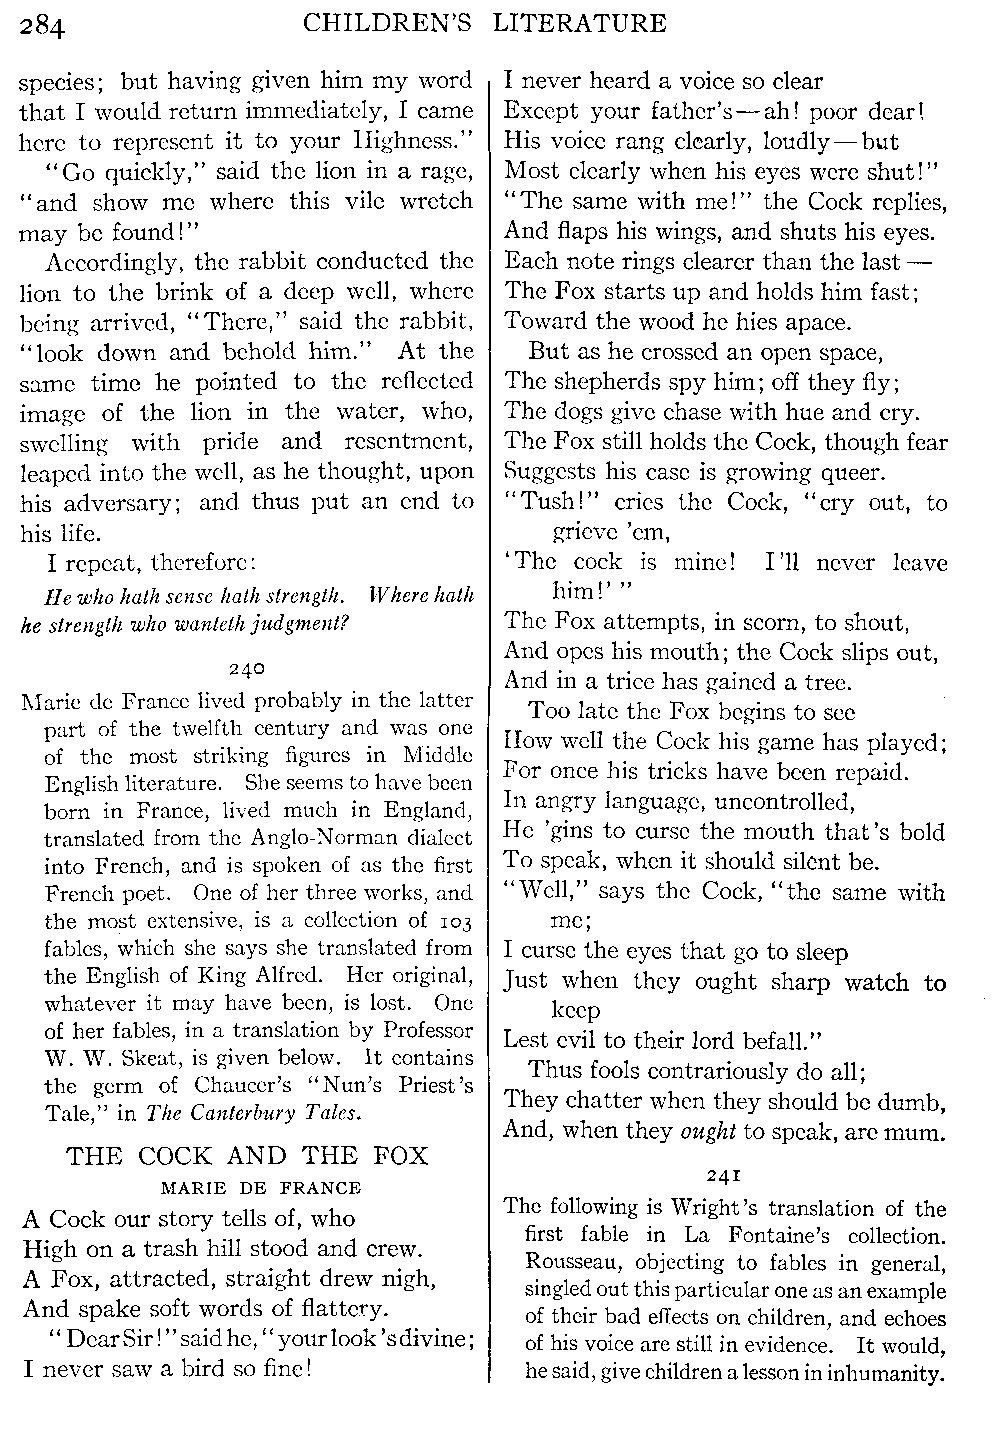 284 CHILDREN'S LITERATURE
species; but having given him my word
that I would return immediately, I came
here to represent it to your Highness."
"Go quickly," said the lion in a rage,
"and show me where this vile wretch
may be found!"
Accordingly, the rabbit conducted the
lion to the brink of a deep well, where
being arrived, "There," said the rabbit,
"look down and behold him." At the
same time he pointed to the reflected
image of the lion in the water, who,
swelling with pride and resentment,
leaped into the well, as he thought, upon
his adversary; and thus put an end to
his life.
I repeat, therefore:
He who hath sense hath strength. Where hath
he strength who wanteth judgment?
240
Marie de France lived probably in the latter
part of the twelfth century and was one
of the most striking figures in Middle
English literature. She seems to have been
born in France, lived much in England,
translated from the Anglo-Norman dialect
into French, and is spoken of as the first
French poet. One of her three works, and
the most extensive, is a collection of 103
fables, which she says she translated from
the English of King Alfred. Her original,
whatever it may have been, is lost. One
of her fables, in a translation by Professor
W. W. Skeat, is given below. It contains
the germ of Chaucer's "Nun's Priest's
Tale," in The Canterbury Tales.
THE COCK AND THE FOX
MARIE DE FRANCE
A Cock our story tells of, who
High on a trash hill stood and crew.
A Fox, attracted, straight drew nigh,
And spake soft words of flattery.
"Dear Sir!" said he, "your look's divine;
I never saw a bird so fine!
I never heard a voice so clear
Except your father's—ah! poor dear!
His voice rang clearly, loudly—but
Most clearly when his eyes were shut!"
"The same with me!" the Cock replies,
And flaps his wings, and shuts his eyes.
Each note rings clearer than the last—
The Fox starts up and holds him fast;
Toward the wood he hies apace.
But as he crossed an open space,
The shepherds spy him; off they fly;
The dogs give chase with hue and cry.
The Fox still holds the Cock, though fear
Suggests his case is growing queer.
"Tush!" cries the Cock, "cry out, to
grieve 'em,
'The cock is mine! I'll never leave
him!'"
The Fox attempts, in scorn, to shout,
And opes his mouth; the Cock slips out,
And in a trice has gained a tree.
Too late the Fox begins to see
How well the Cock his game has played;
For once his tricks have been repaid.
In angry language, uncontrolled,
He 'gins to curse the mouth that's bold
To speak, when it should silent be.
"Well," says the Cock, "the same with
me;
I curse the eyes that go to sleep
Just when they ought sharp watch to
keep
Lest evil to their lord befall."
Thus fools contrariously do all;
They chatter when they should be dumb,
And, when they ought to speak, are mum.
241
The following is Wright's translation of the
first fable in La Fontaine's collection.
Rousseau, objecting to fables in general,
singled out this particular one as an example
of their bad effects on children, and echoes
of his voice are still in evidence. It would,
he said, give children a lesson in inhumanity.